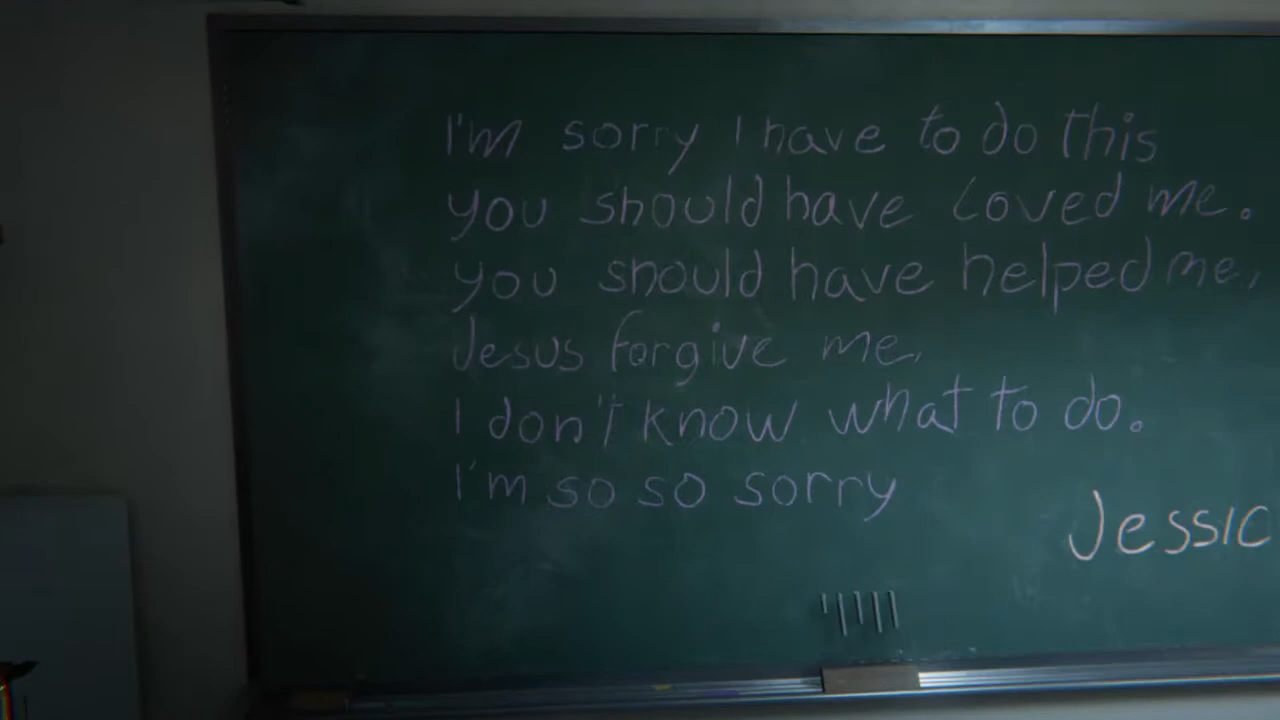 I'm sorry I have to do this
you should have Loved me.
you should have helped me,
Jesus forgive me.
I don't know what to do.
I'm so so sorry
Jessic